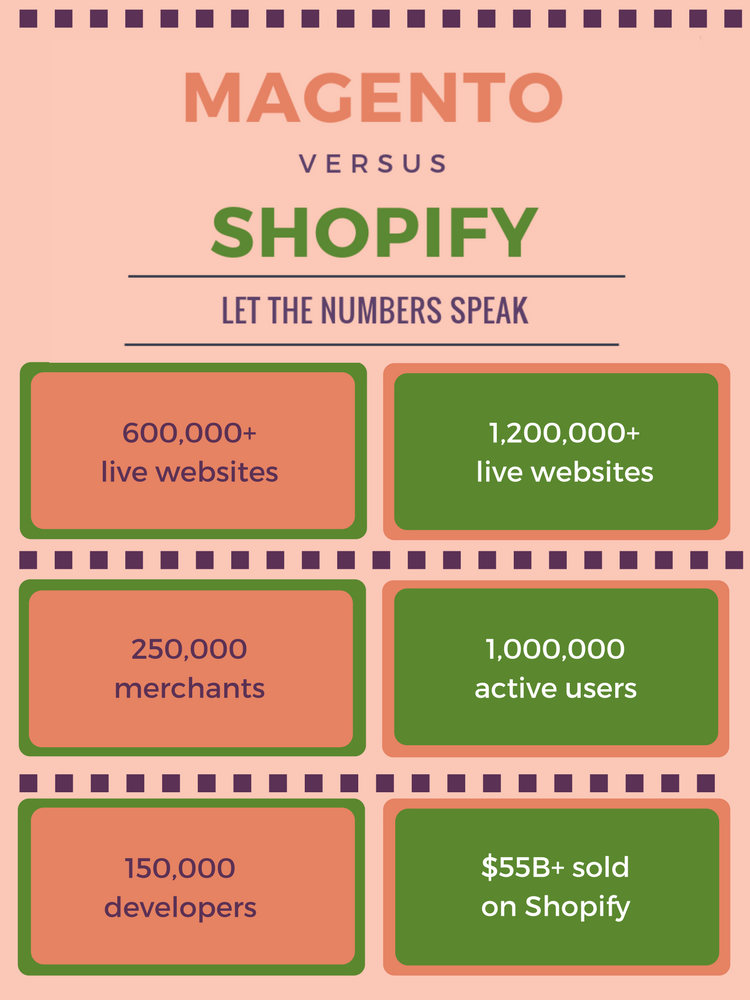 MAGENTO
VERSUS
SHOPIFY
LET THE NUMBERS SPEAK
600,000+
live websites
1,200,000+
live websites
250,000
merchants
1,000,000
active users
150,000
developers
$55B+ sold
on Shopify